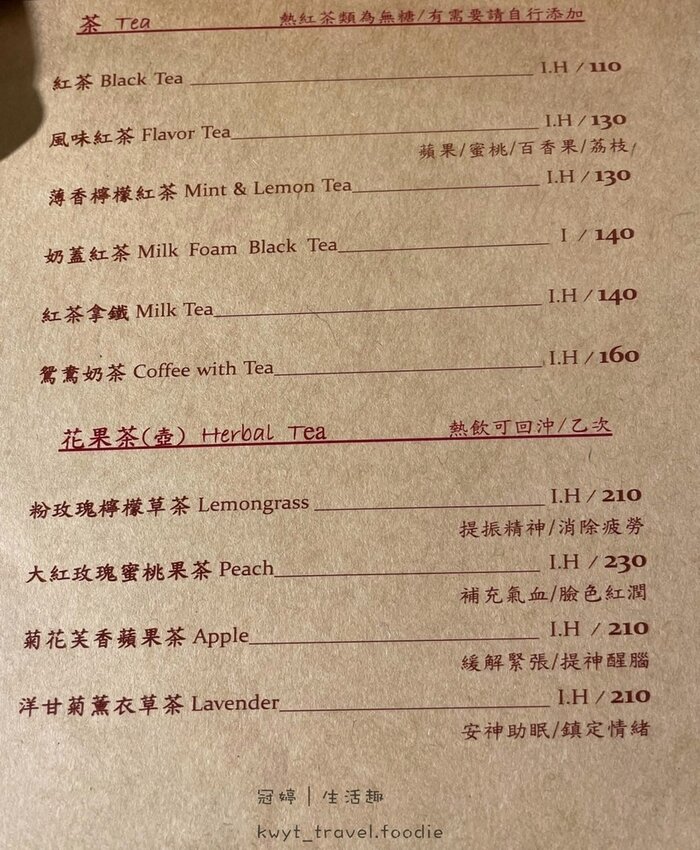 茶 Tea 熱紅茶類為無糖/有需要請自行添加
紅茶 Black Tea I.H / 110
風味紅茶 Flavor Tea I.H / 130
蘋果/蜜桃/百香果/荔枝
薄香檸檬紅茶 Mint & Lemon Tea I.H / 130
奶蓋紅茶 Milk Foam Black Tea I / 140
紅茶拿鐵 Milk Tea I.H / 140
鴛鴦奶茶 Coffee with Tea I.H / 160
花果茶(壺) Herbal Tea 熱飲可回沖/乙次
粉玫瑰檸檬草茶 Lemongrass I.H / 210
提振精神/消除疲勞
大紅玫瑰蜜桃果茶 Peach I.H / 230
補充氣血/臉色紅潤
菊花芙香蘋果茶 Apple I.H / 210
緩解緊張/提神醒腦
洋甘菊薰衣草茶 Lavender I.H / 210
安神助眠/鎮定情緒
冠婷｜生活趣
kwyt_travel.foodie